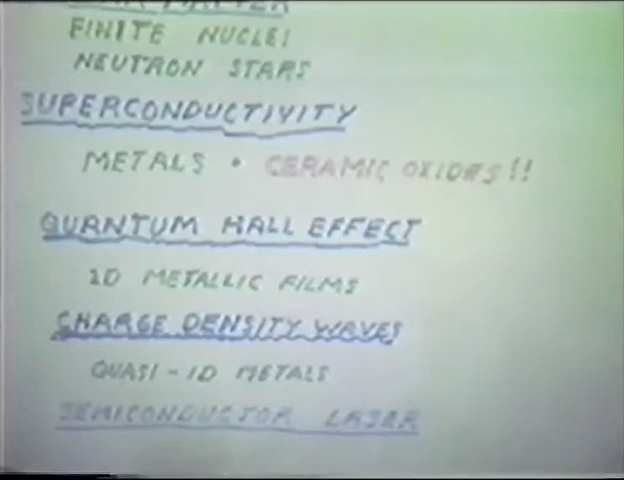 MATTER
FINITE NUCLEI
NEUTRON STARS
SUPERCONDUCTIVITY
METALS • CERAMIC OXIDES!!
QUANTUM HALL EFFECT
2D METALLIC FILMS
CHARGE DENSITY WAVES
QUASI-1D METALS
SEMICONDUCTOR LASER